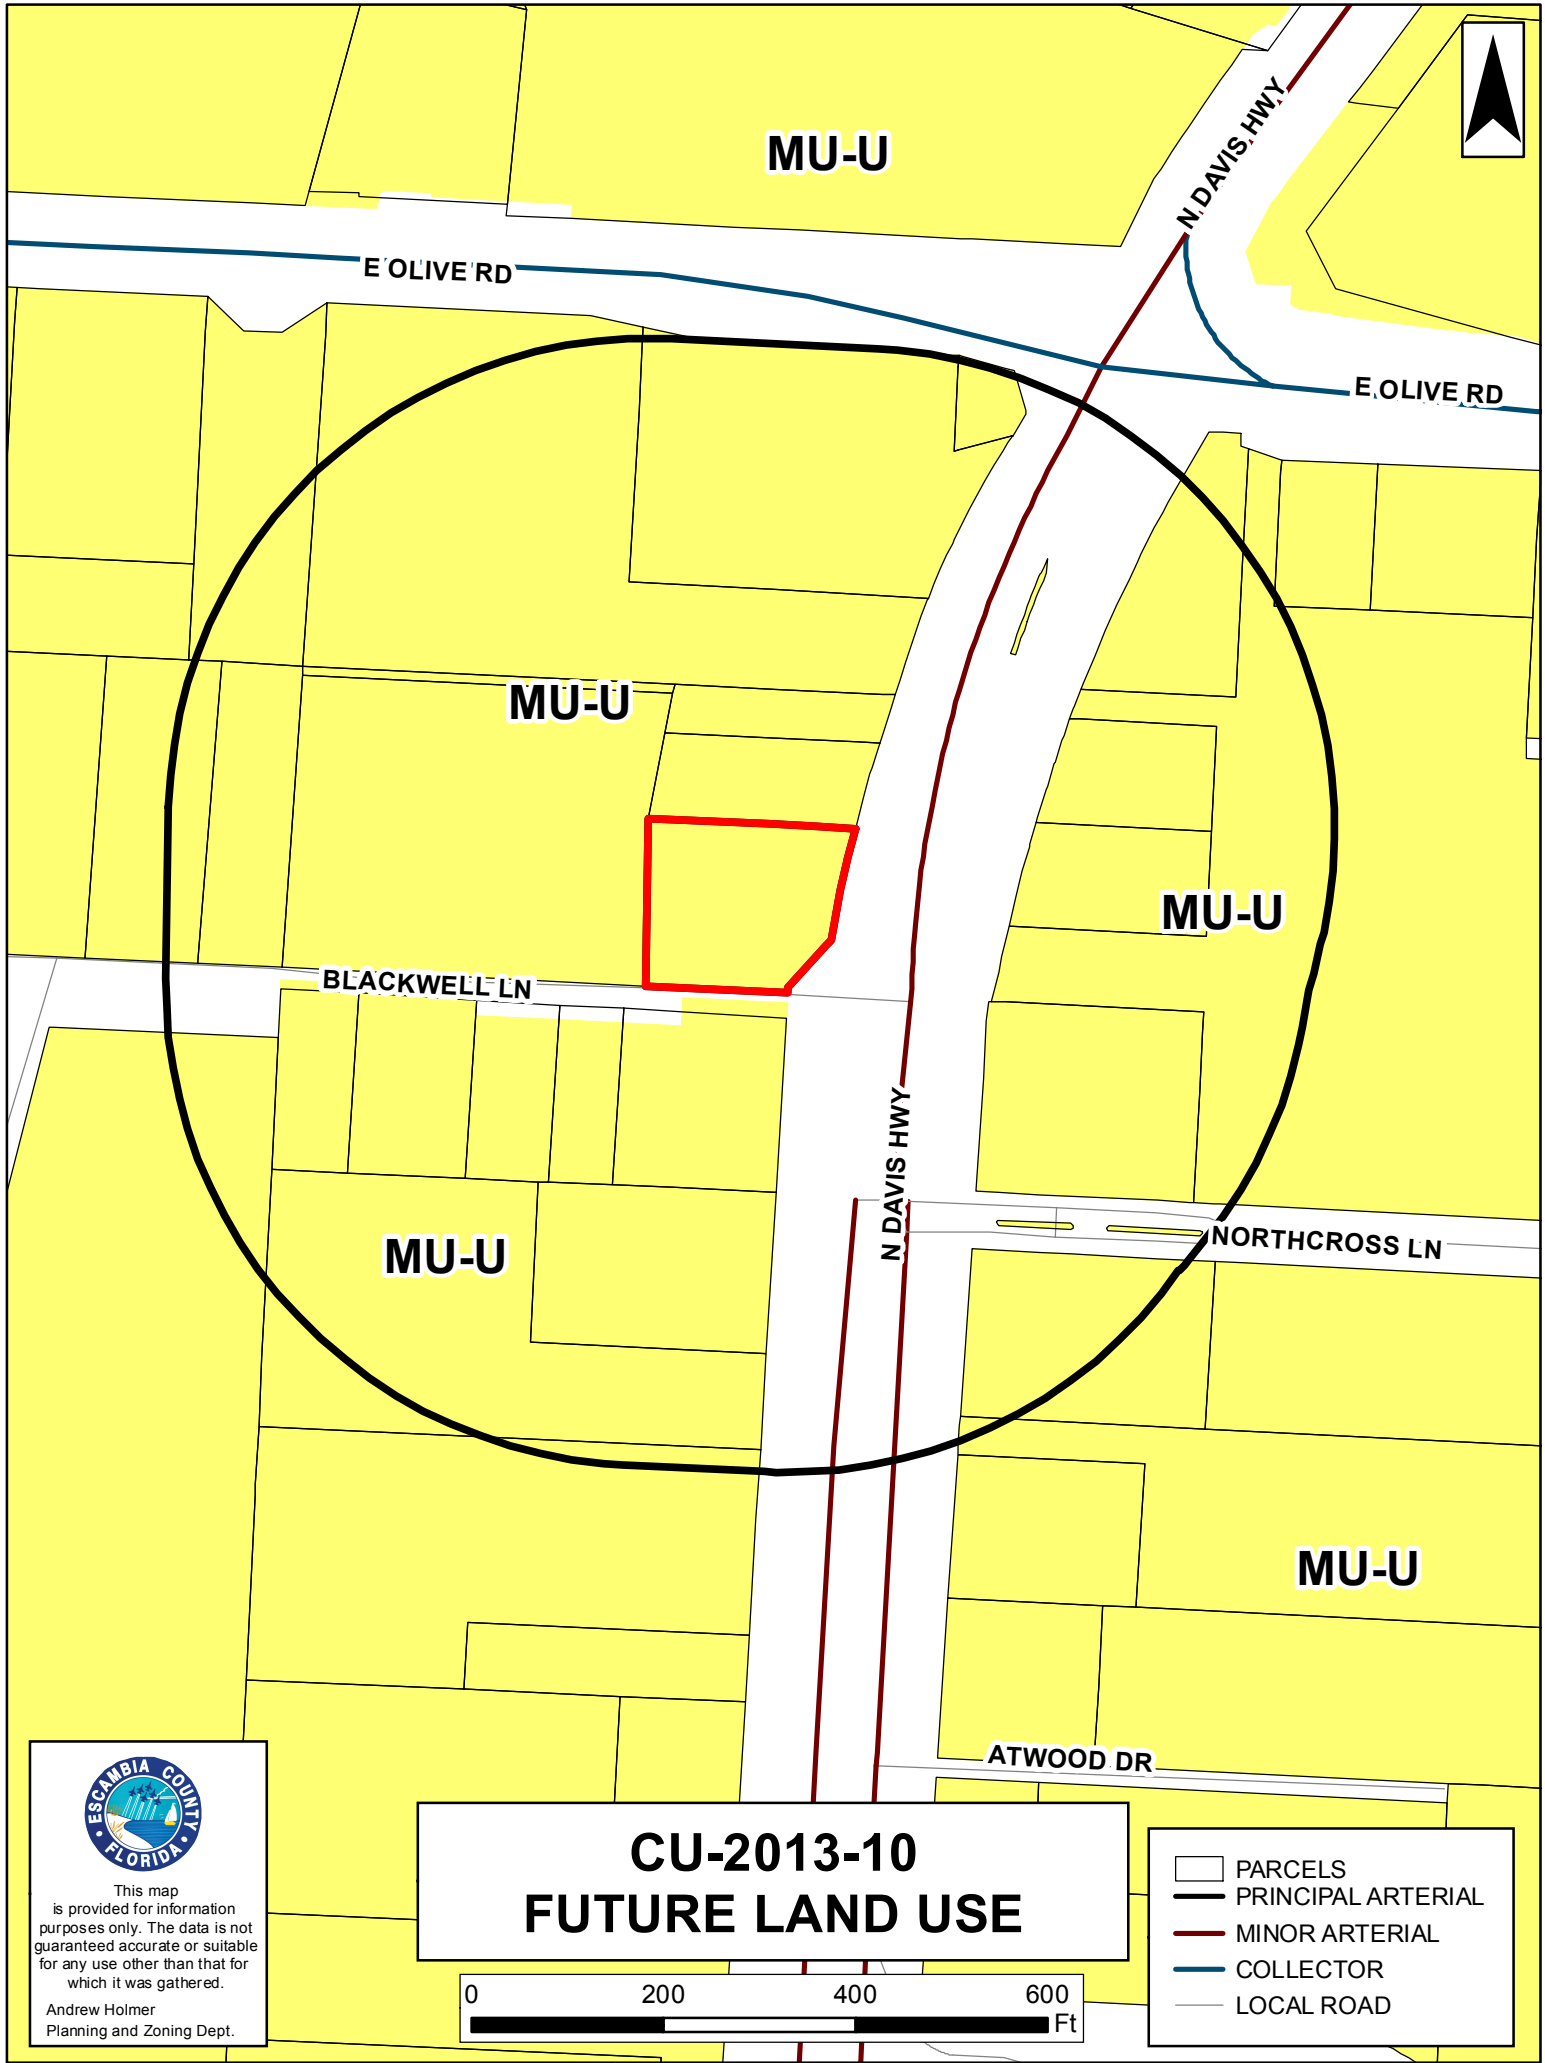 MU-U
N DAVIS HWY
E OLIVE RD
E OLIVE RD
MU-U
MU-U
BLACKWELL LN
N DAVIS HWY
NORTHCROSS LN
MU-U
MU-U
ATWOOD DR
ESCAMBIA COUNTY
FLORIDA
This map
is provided for information
purposes only. The data is not
guaranteed accurate or suitable
for any use other than that for
which it was gathered.
Andrew Holmer
Planning and Zoning Dept.
CU-2013-10
FUTURE LAND USE
0 200 400 600
Ft
PARCELS
PRINCIPAL ARTERIAL
MINOR ARTERIAL
COLLECTOR
LOCAL ROAD